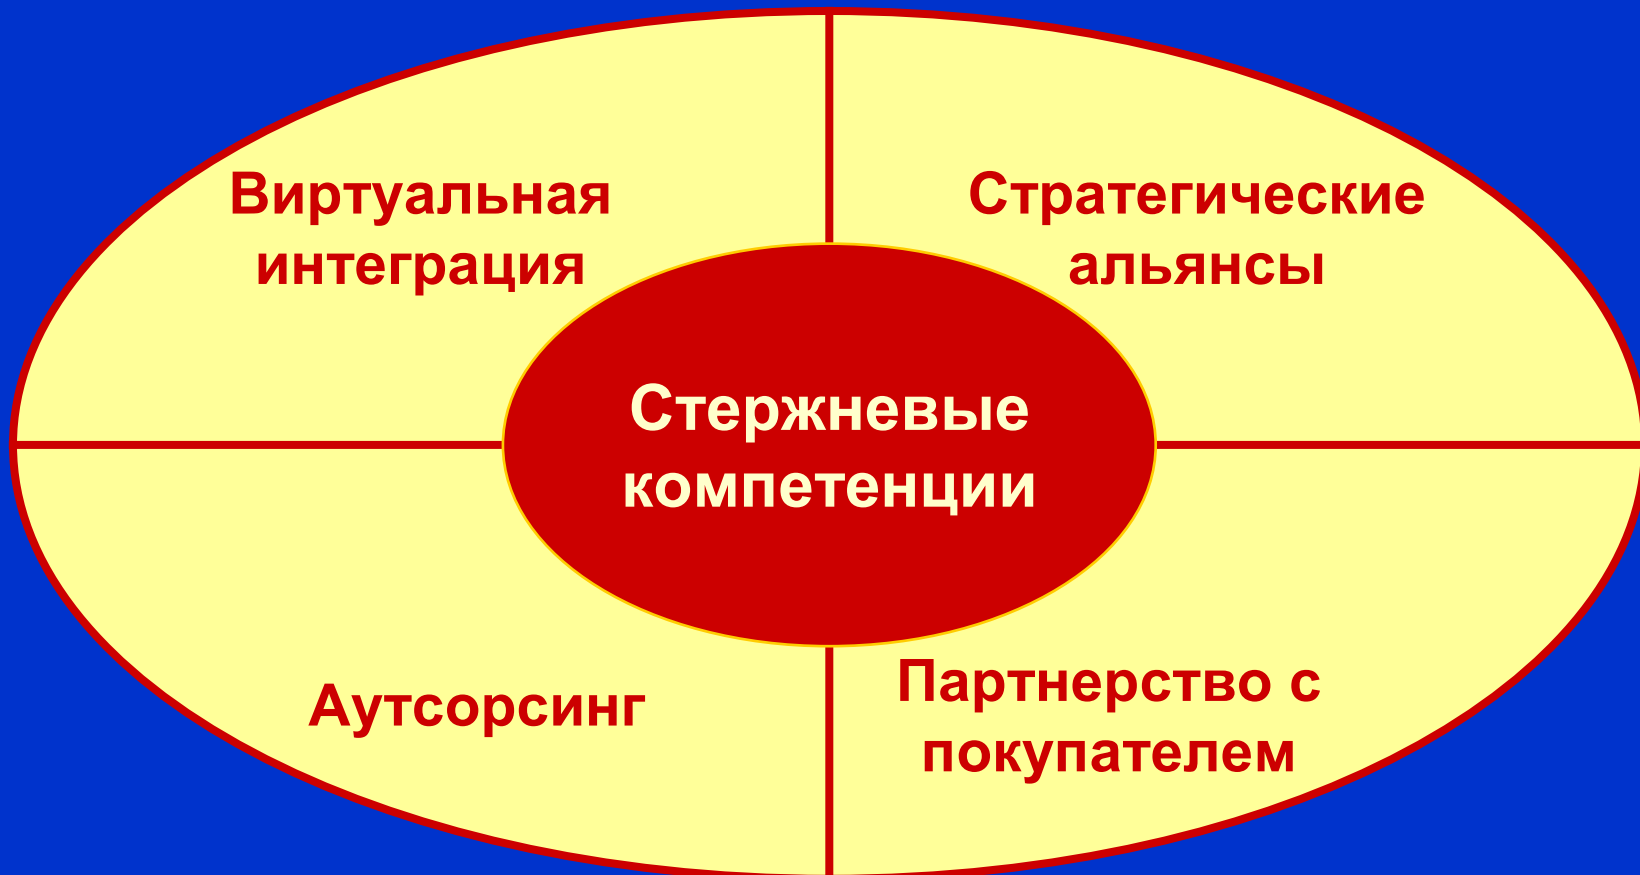 Виртуальная
интеграция
Стратегические
альянсы
Стержневые
компетенции
Аутсорсинг
Партнерство с
покупателем